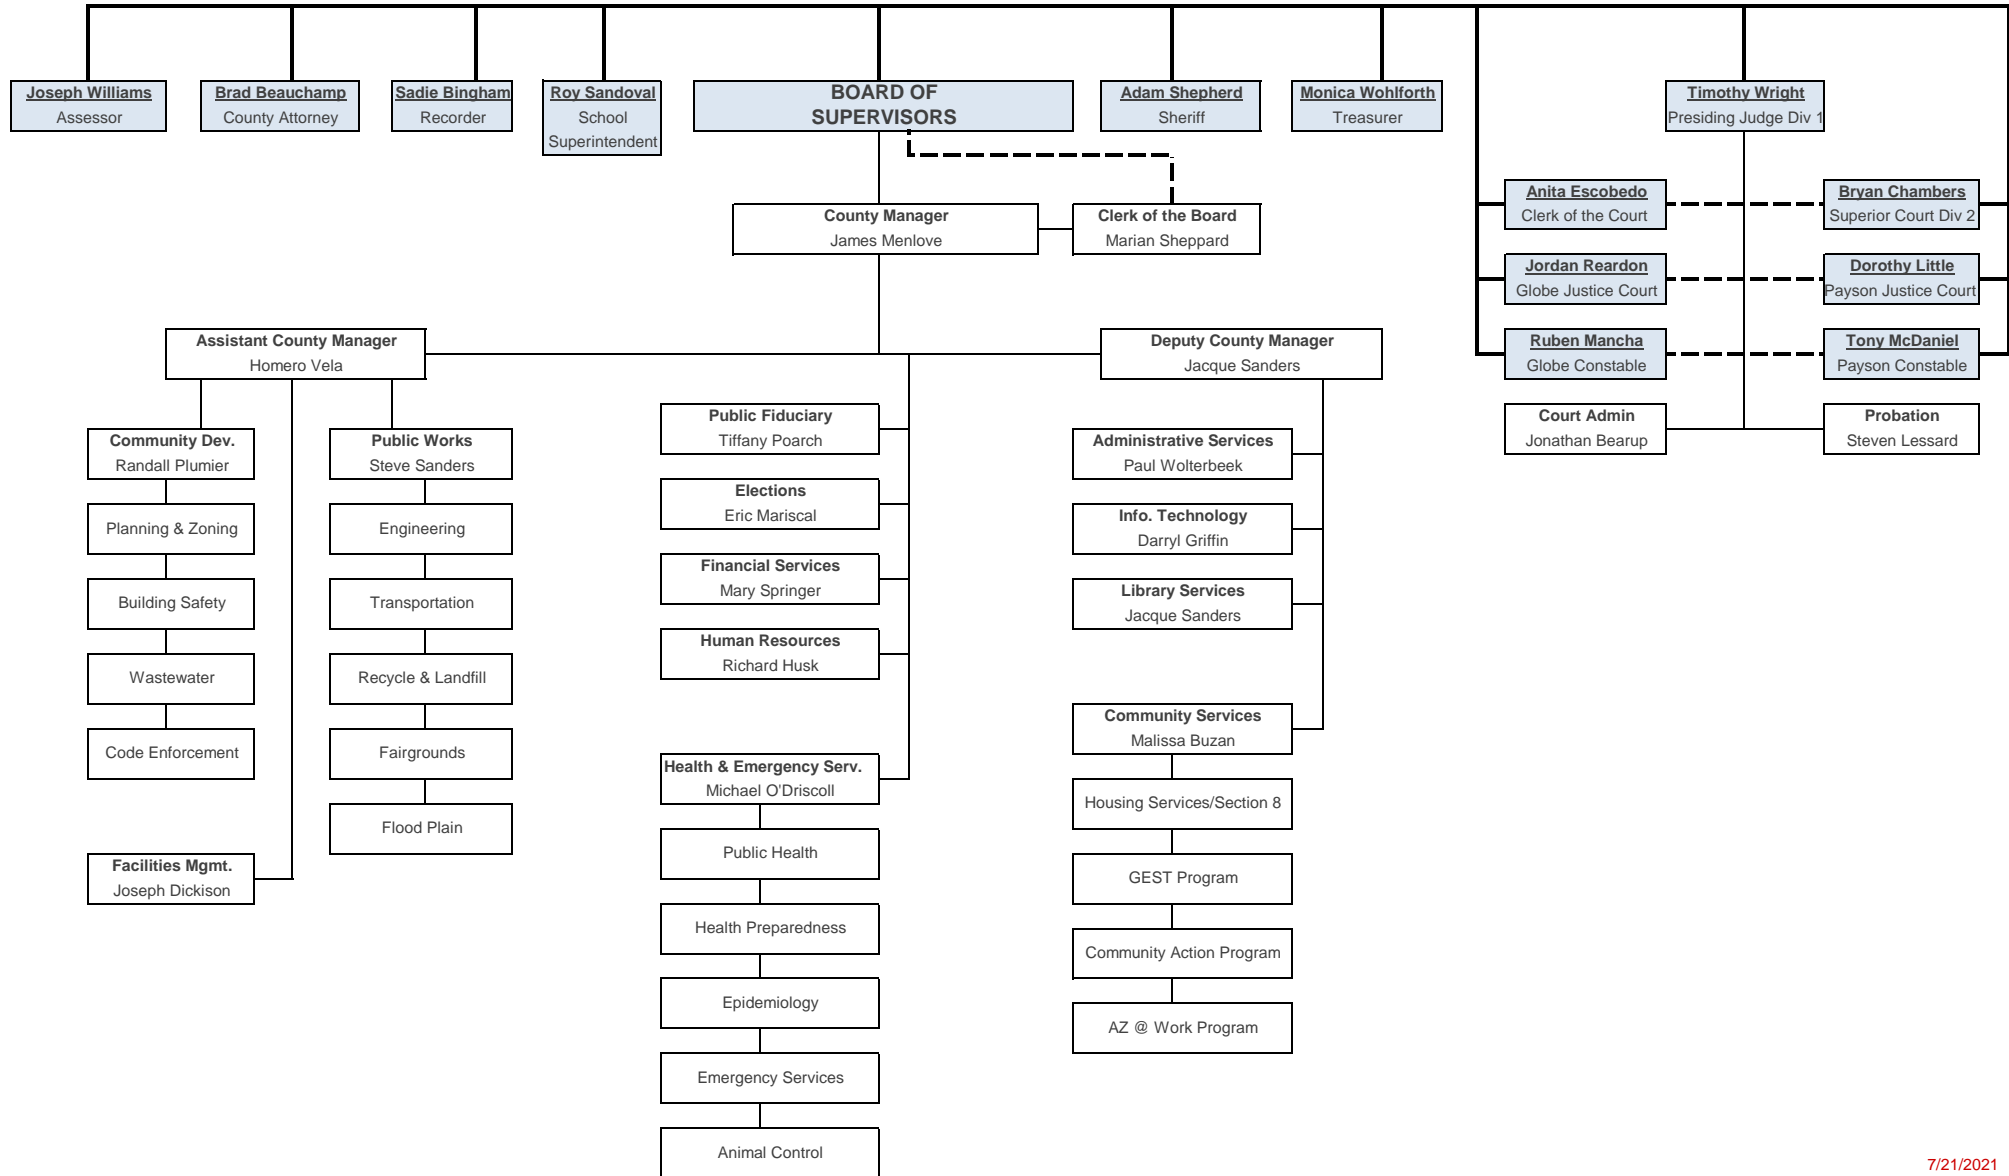 Joseph Williams
Assessor
Brad Beauchamp
County Attorney
Sadie Bingham
Recorder
Roy Sandoval
School
Superintendent
BOARD OF
SUPERVISORS
Adam Shepherd
Sheriff
Monica Wohlforth
Treasurer
Timothy Wright
Presiding Judge Div 1
Anita Escobedo
Clerk of the Court
Bryan Chambers
Superior Court Div 2
County Manager
James Menlove
Clerk of the Board
Marian Sheppard
Jordan Reardon
Globe Justice Court
Dorothy Little
Payson Justice Court
Assistant County Manager
Homero Vela
Deputy County Manager
Jacque Sanders
Ruben Mancha
Globe Constable
Tony McDaniel
Payson Constable
Court Admin
Jonathan Bearup
Probation
Steven Lessard
Community Dev.
Randall Plumier
Planning & Zoning
Building Safety
Wastewater
Code Enforcement
Facilities Mgmt.
Joseph Dickison
Public Works
Steve Sanders
Engineering
Transportation
Recycle & Landfill
Fairgrounds
Flood Plain
Public Fiduciary
Tiffany Poarch
Elections
Eric Mariscal
Financial Services
Mary Springer
Human Resources
Richard Husk
Health & Emergency Serv.
Michael O'Driscoll
Public Health
Health Preparedness
Epidemiology
Emergency Services
Animal Control
Administrative Services
Paul Wolterbeek
Info. Technology
Darryl Griffin
Library Services
Jacque Sanders
Community Services
Malissa Buzan
Housing Services/Section 8
GEST Program
Community Action Program
AZ @ Work Program
7/21/2021